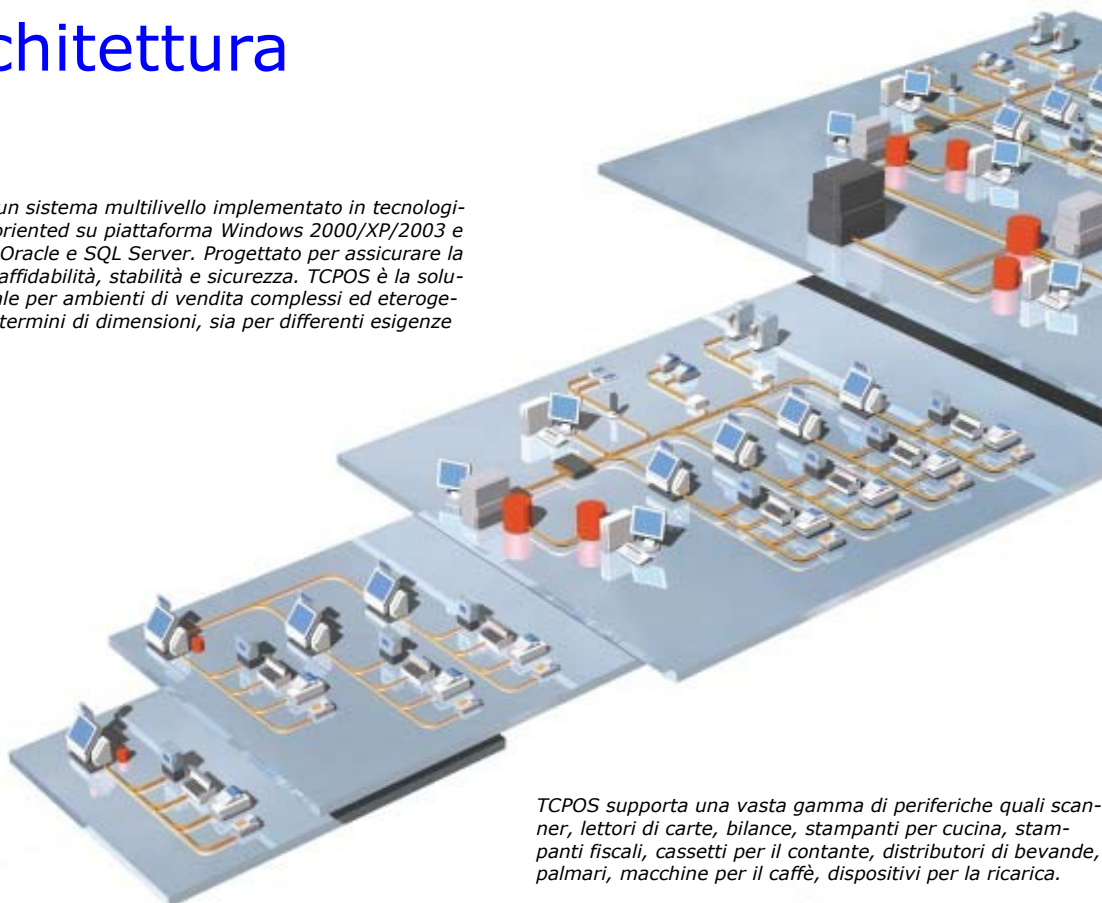 chitettura
un sistema multilivello implementato in tecnologi-
oriented su piattaforma Windows 2000/XP/2003 e
Oracle e SQL Server. Progettato per assicurare la
affidabilità, stabilità e sicurezza. TCPOS è la solu-
ale per ambienti di vendita complessi ed eteroge-
termini di dimensioni, sia per differenti esigenze
TCPOS supporta una vasta gamma di periferiche quali scan-
ner, lettori di carte, bilance, stampanti per cucina, stam-
panti fiscali, cassetti per il contante, distributori di bevande,
palmari, macchine per il caffè, dispositivi per la ricarica.